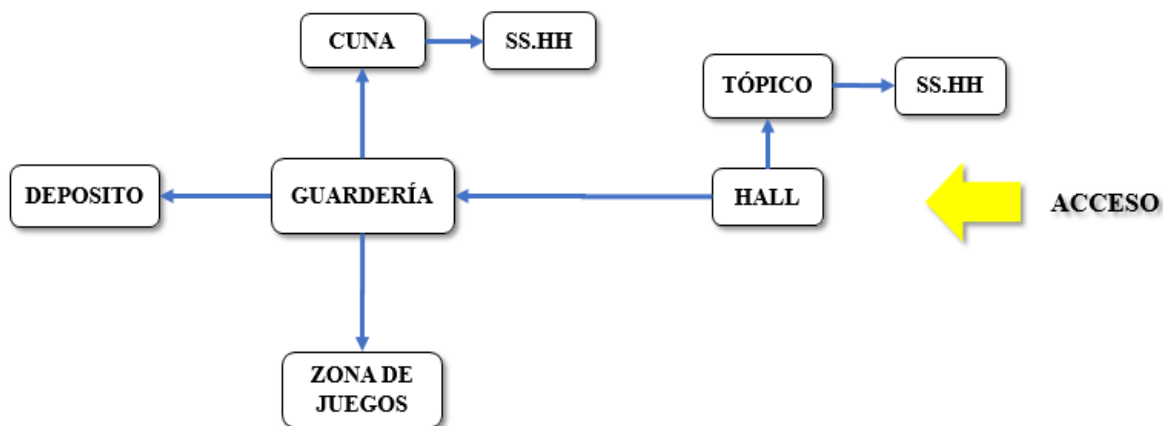 CUNA
SS.HH
TÓPICO
SS.HH
DEPOSITO
GUARDERÍA
HALL
ACCESO
ZONA DE
JUEGOS